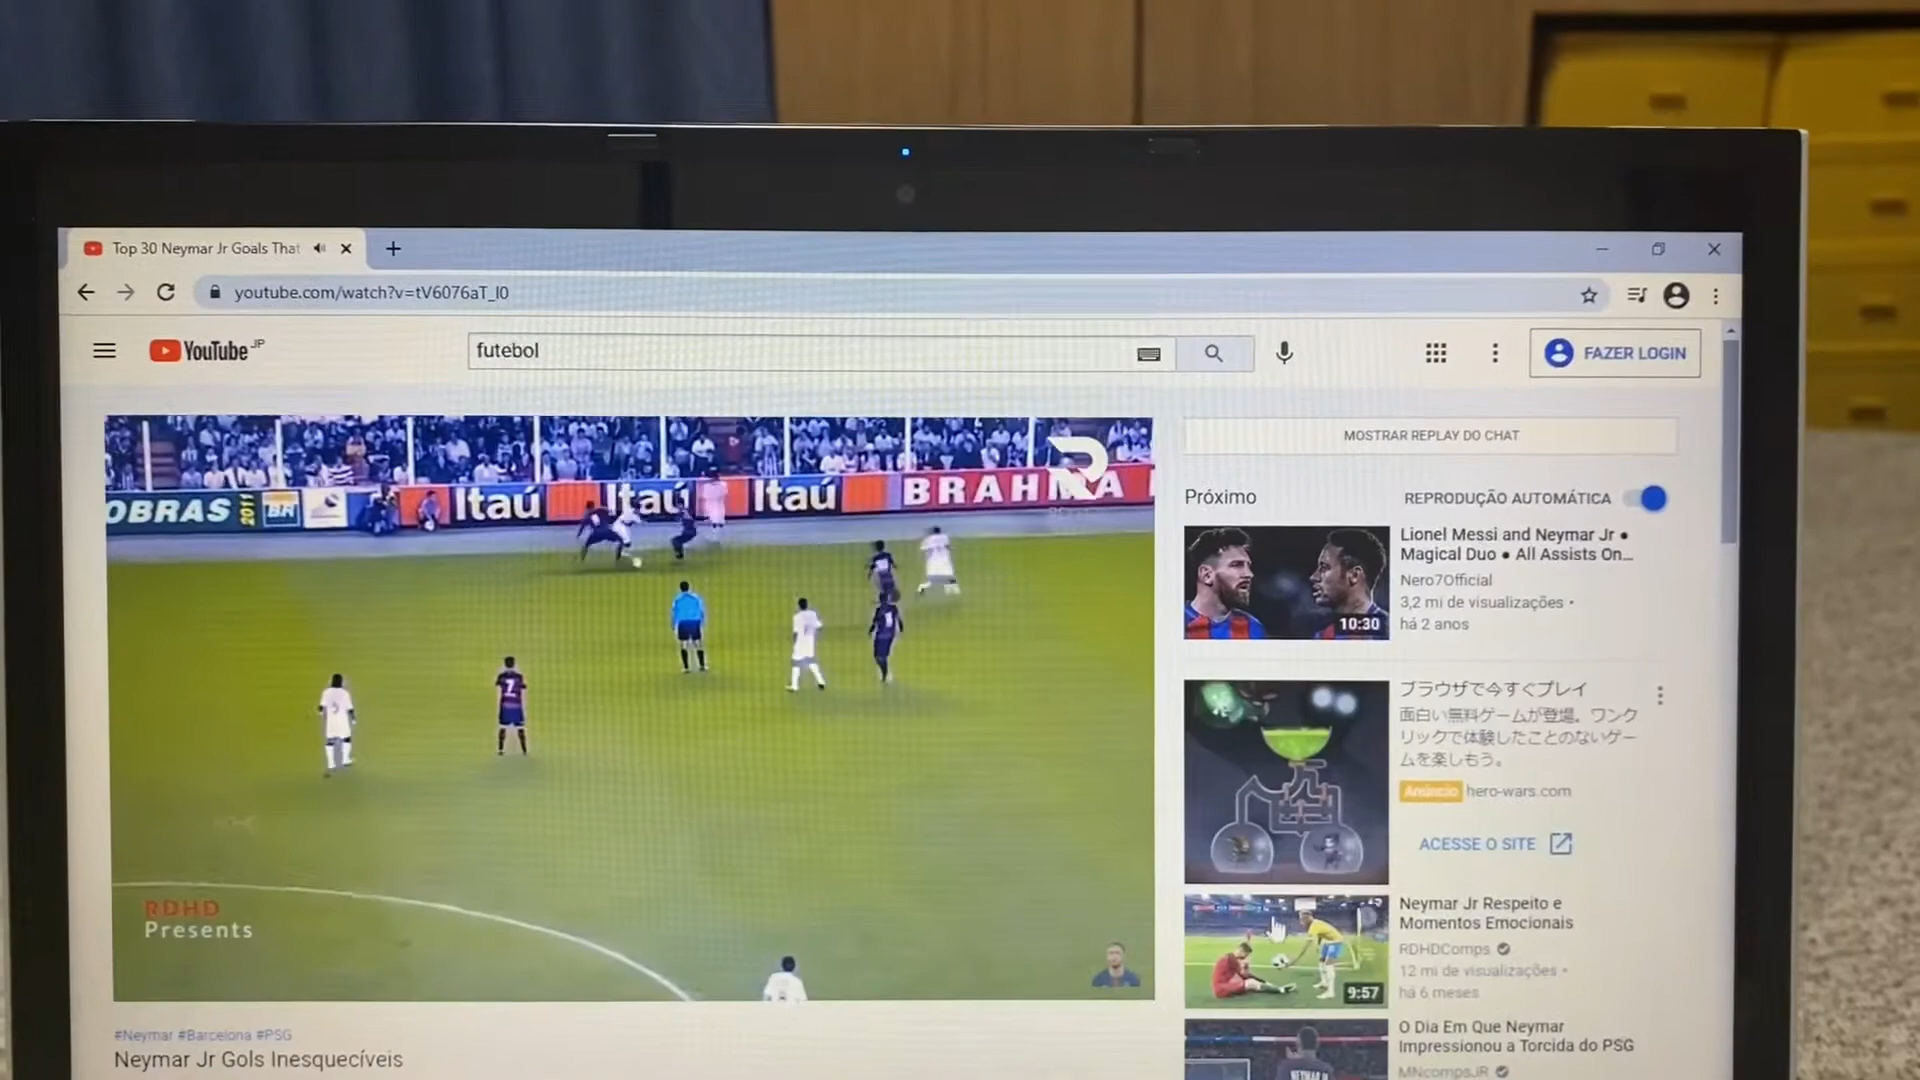 Top 30 Neymar Jr Goals That
youtube.com/watch?v=tV6076aT_I0
YouTube JP
futebol
FAZER LOGIN
MOSTRAR REPLAY DO CHAT
Próximo
REPRODUÇÃO AUTOMÁTICA
OBRAS
2011
BR
Itaú
Itaú
Itaú
BRAHMA
7
Lionel Messi and Neymar Jr •
Magical Duo • All Assists On...
Nero7Official
3,2 mi de visualizações •
há 2 anos
10:30
ブラウザで今すぐプレイ
面白い無料ゲームが登場。ワンク
リックで体験したことのないゲー
ムを楽しもう。
Anúncio hero-wars.com
ACESSE O SITE
RDHD
Presents
Neymar Jr Respeito e
Momentos Emocionais
RDHDComps
12 mi de visualizações •
há 6 meses
9:57
#Neymar #Barcelona #PSG
Neymar Jr Gols Inesquecíveis
O Dia Em Que Neymar
Impressionou a Torcida do PSG
MNcompsJR